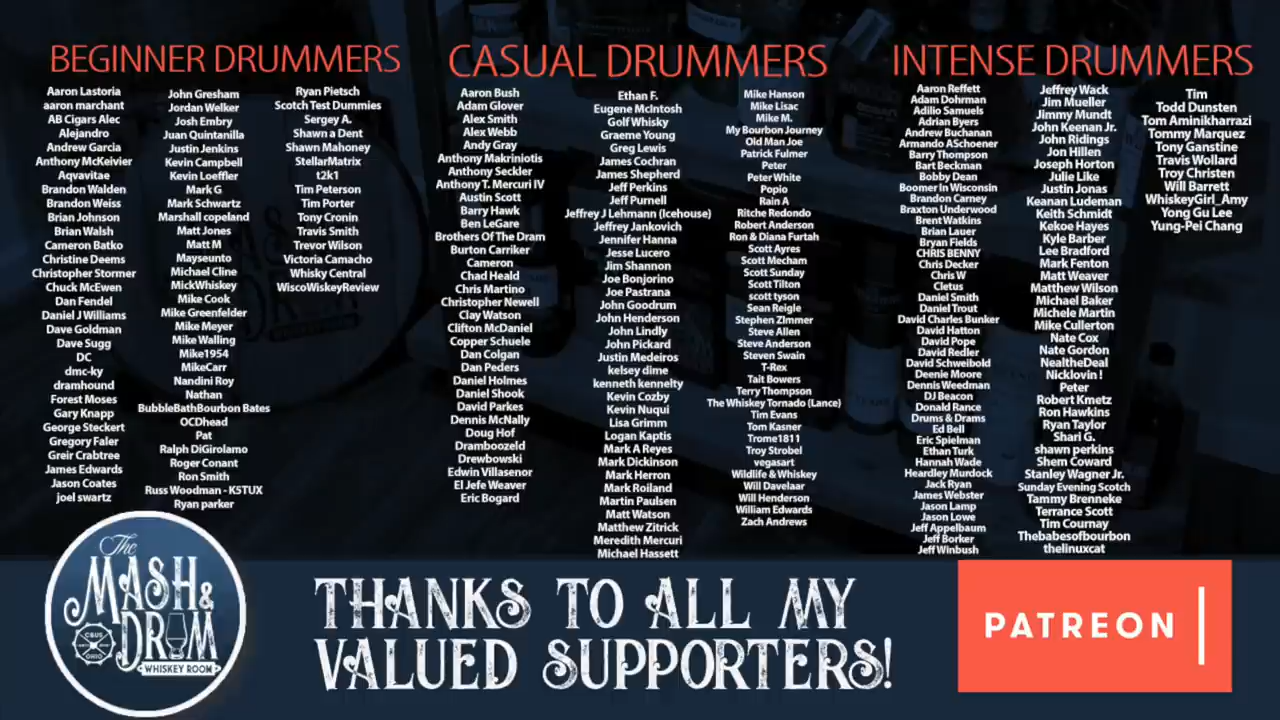 BEGINNER DRUMMERS
Aaron Lastoria
aaron marchant
AB Cigars Alec
Alejandro
Andrew Garcia
Anthony McKeivier
Aqvavitae
Brandon Walden
Brandon Weiss
Brian Johnson
Brian Walsh
Cameron Batko
Christine Deems
Christopher Stormer
Chuck McEwen
Dan Fendel
Daniel J Williams
Dave Goldman
Dave Sugg
DC
dmc-ky
dramhound
Forest Moses
Gary Knapp
George Steckert
Gregory Faler
Greir Crabtree
James Edwards
Jason Coates
joel swartz
John Gresham
Jordan Welker
Josh Embry
Juan Quintanilla
Justin Jenkins
Kevin Campbell
Kevin Loeffler
Mark G
Mark Schwartz
Marshall copeland
Matt Jones
Matt M
Mayseunto
Michael Cline
MickWhiskey
Mike Cook
Mike Greenfelder
Mike Meyer
Mike Walling
Mike1954
MikeCarr
Nandini Roy
Nathan
BubbleBathBourbon Bates
OCDhead
Pat
Ralph DiGirolamo
Roger Conant
Ron Smith
Russ Woodman - K5TUX
Ryan parker
Ryan Pietsch
Scotch Test Dummies
Sergey A.
Shawn a Dent
Shawn Mahoney
StellarMatrix
t2k1
Tim Peterson
Tim Porter
Tony Cronin
Travis Smith
Trevor Wilson
Victoria Camacho
Whisky Central
WiscoWiskeyReview
CASUAL DRUMMERS
Aaron Bush
Adam Glover
Alex Smith
Alex Webb
Andy Gray
Anthony Makriniotis
Anthony Seckler
Anthony T. Mercuri IV
Austin Scott
Barry Hawk
Ben LeGare
Brothers Of The Dram
Burton Carriker
Cameron
Chad Heald
Chris Martino
Christopher Newell
Clay Watson
Clifton McDaniel
Copper Schuele
Dan Colgan
Dan Peders
Daniel Holmes
Daniel Shook
David Parkes
Dennis McNally
Doug Hof
Dramboozeld
Drewbowski
Edwin Villasenor
El Jefe Weaver
Eric Bogard
Ethan F.
Eugene McIntosh
Golf Whisky
Graeme Young
Greg Lewis
James Cochran
James Shepherd
Jeff Perkins
Jeff Purnell
Jeffrey J Lehmann (Icehouse)
Jeffrey Jankovich
Jennifer Hanna
Jesse Lucero
Jim Shannon
Joe Bonjorino
Joe Pastrana
John Goodrum
John Henderson
John Lindly
John Pickard
Justin Medeiros
kelsey dime
kenneth kennelty
Kevin Cozby
Kevin Nuqui
Lisa Grimm
Logan Kaptis
Mark A Reyes
Mark Dickinson
Mark Herron
Mark Roiland
Martin Paulsen
Matt Watson
Matthew Zitrick
Meredith Mercuri
Michael Hassett
Mike Hanson
Mike Lisac
Mike M.
My Bourbon Journey
Old Man Joe
Patrick Fulmer
Peter
Peter White
Popio
Rain A
Ritche Redondo
Robert Anderson
Ron & Diana Furtah
Scott Ayres
Scott Mecham
Scott Sunday
Scott Tilton
scott tyson
Sean Reigle
Stephen ZImmer
Steve Allen
Steve Anderson
Steven Swain
T-Rex
Tait Bowers
Terry Thompson
The Whiskey Tornado (Lance)
Tim Evans
Tom Kasner
Trome1811
Troy Strobel
vegasart
Wildlife & Whiskey
Will Davelaar
Will Henderson
William Edwards
Zach Andrews
INTENSE DRUMMERS
Aaron Reffett
Adam Dohrman
Adilio Samuels
Adrian Byers
Andrew Buchanan
Armando ASchoener
Barry Thompson
Bart Beckman
Bobby Dean
Boomer In Wisconsin
Brandon Carney
Braxton Underwood
Brent Watkins
Brian Lauer
Bryan Fields
CHRIS BENNY
Chris Decker
Chris W
Cletus
Daniel Smith
Daniel Trout
David Charles Bunker
David Hatton
David Pope
David Redler
David Schweibold
Deenie Moore
Dennis Weedman
DJ Beacon
Donald Rance
Drums & Drams
Ed Bell
Eric Spielman
Ethan Turk
Hannah Wade
Heardley Murdock
Jack Ryan
James Webster
Jason Lamp
Jason Lowe
Jeff Appelbaum
Jeff Borker
Jeff Winbush
Jeffrey Wack
Jim Mueller
Jimmy Mundt
John Keenan Jr.
John Ridings
Jon Hillen
Joseph Horton
Julie Like
Justin Jonas
Keanan Ludeman
Keith Schmidt
Kekoe Hayes
Kyle Barber
Lee Bradford
Mark Fenton
Matt Weaver
Matthew Wilson
Michael Baker
Michele Martin
Mike Cullerton
Nate Cox
Nate Gordon
NealtheDeal
Nicklovin !
Peter
Robert Kmetz
Ron Hawkins
Ryan Taylor
Shari G.
shawn perkins
Shem Coward
Stanley Wagner Jr.
Sunday Evening Scotch
Tammy Brenneke
Terrance Scott
Tim Cournay
Thebabesofbourbon
thelinuxcat
Tim
Todd Dunsten
Tom Aminikharrazi
Tommy Marquez
Tony Ganstine
Travis Wollard
Troy Christen
Will Barrett
WhiskeyGirl_Amy
Yong Gu Lee
Yung-Pei Chang
The
MASH &
DRUM
CBUS
OHIO
WHISKEY ROOM
THANKS TO ALL MY
VALUED SUPPORTERS!
PATREON